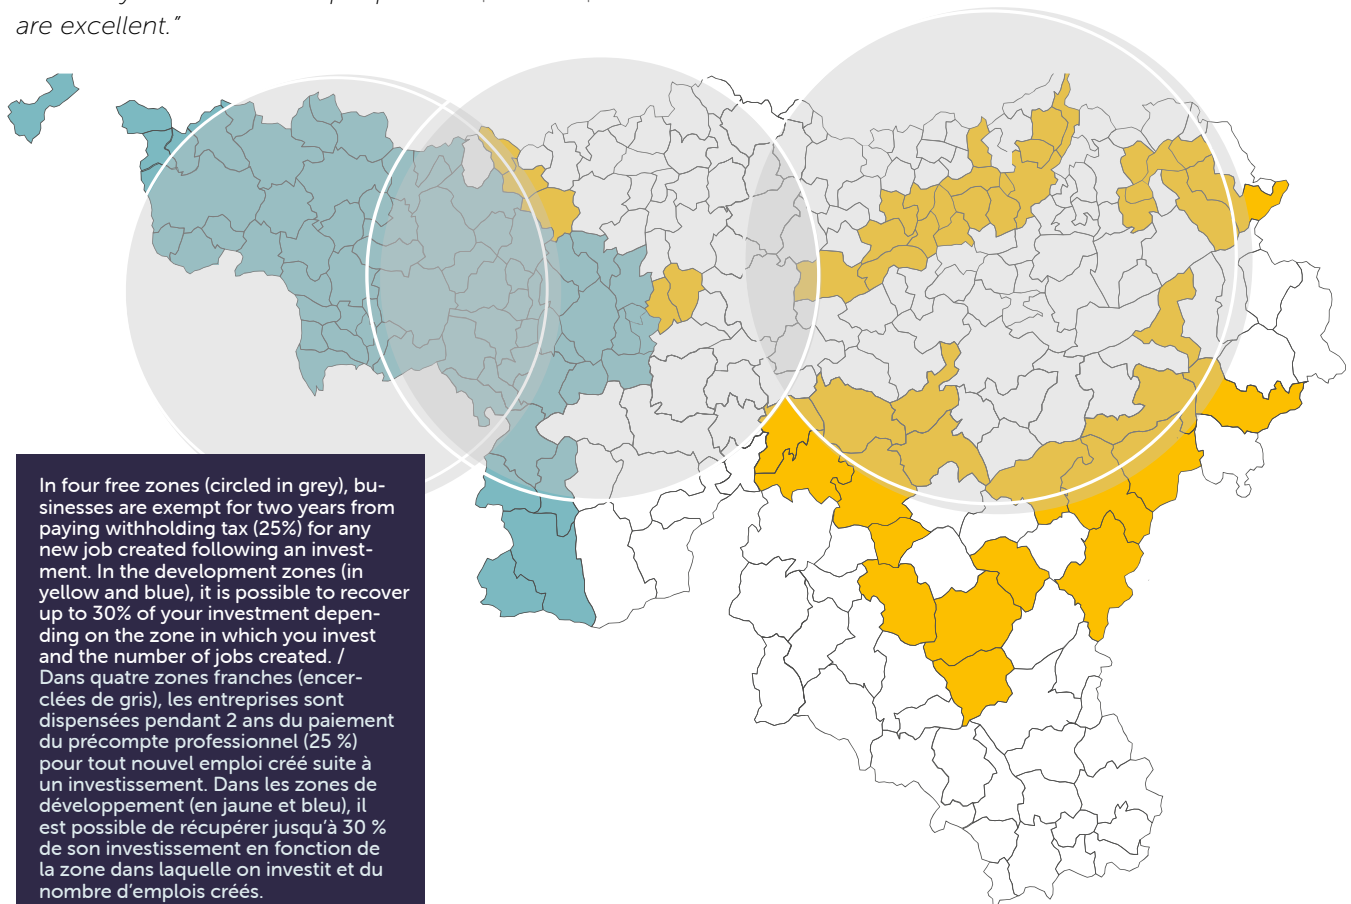 are excellent.”
In four free zones (circled in grey), bu-
sinesses are exempt for two years from
paying withholding tax (25%) for any
new job created following an invest-
ment. In the development zones (in
yellow and blue), it is possible to recover
up to 30% of your investment depen-
ding on the zone in which you invest
and the number of jobs created. /
Dans quatre zones franches (encer-
clées de gris), les entreprises sont
dispensées pendant 2 ans du paiement
du précompte professionnel (25 %)
pour tout nouvel emploi créé suite à
un investissement. Dans les zones de
développement (en jaune et bleu), il
est possible de récupérer jusqu’à 30 %
de son investissement en fonction de
la zone dans laquelle on investit et du
nombre d’emplois créés.